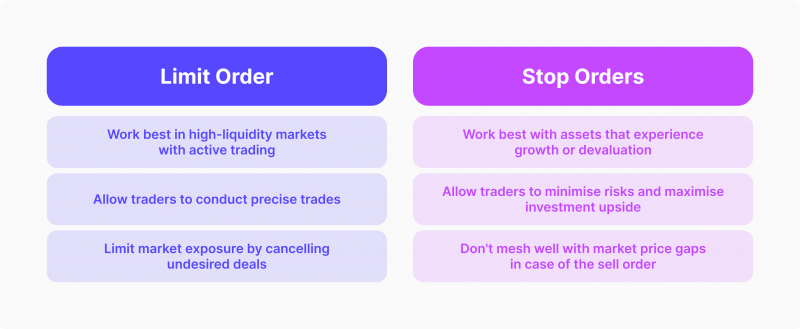 Limit Order
Work best in high-liquidity markets
with active trading
Allow traders to conduct precise trades
Limit market exposure by cancelling
undesired deals
Stop Orders
Work best with assets that experience
growth or devaluation
Allow traders to minimise risks and maximise
investment upside
Don't mesh well with market price gaps
in case of the sell order